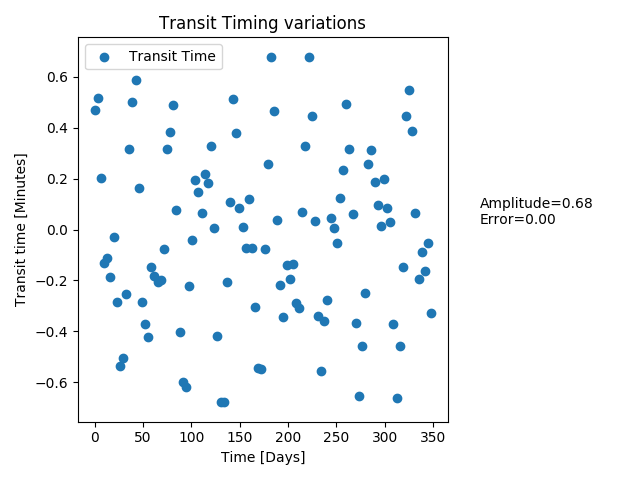 Transit Timing variations
Transit Time
Transit time [Minutes]
0.6
0.4
0.2
0.0
−0.2
−0.4
−0.6
0 50 100 150 200 250 300 350
Time [Days]
Amplitude=0.68
Error=0.00